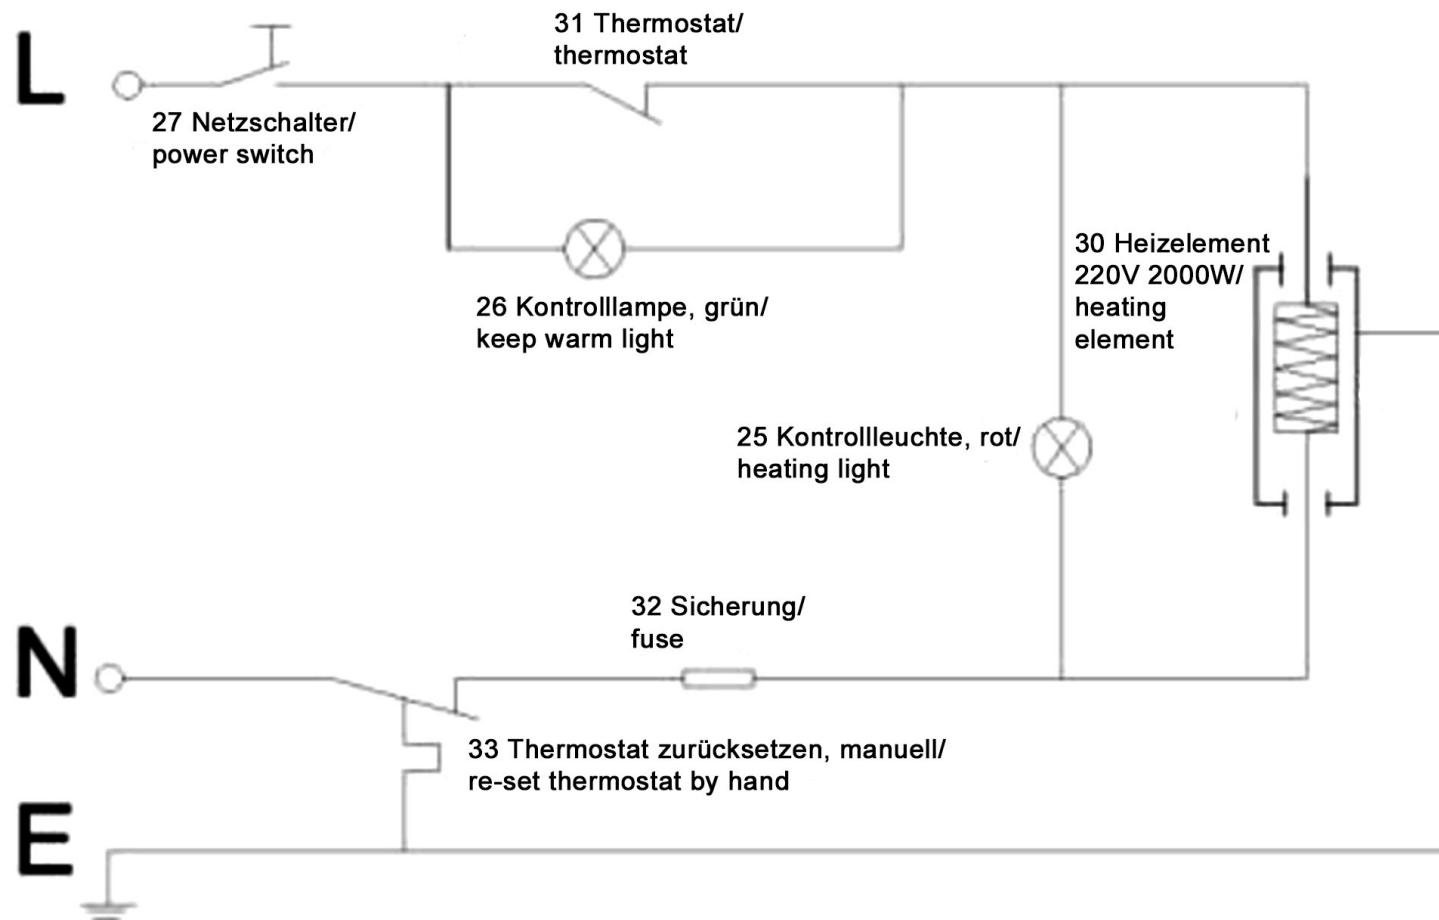 L
31 Thermostat/
thermostat
27 Netzschalter/
power switch
26 Kontrolllampe, grün/
keep warm light
30 Heizelement
220V 2000W/
heating
element
25 Kontrollleuchte, rot/
heating light
32 Sicherung/
fuse
N
33 Thermostat zurücksetzen, manuell/
re-set thermostat by hand
E